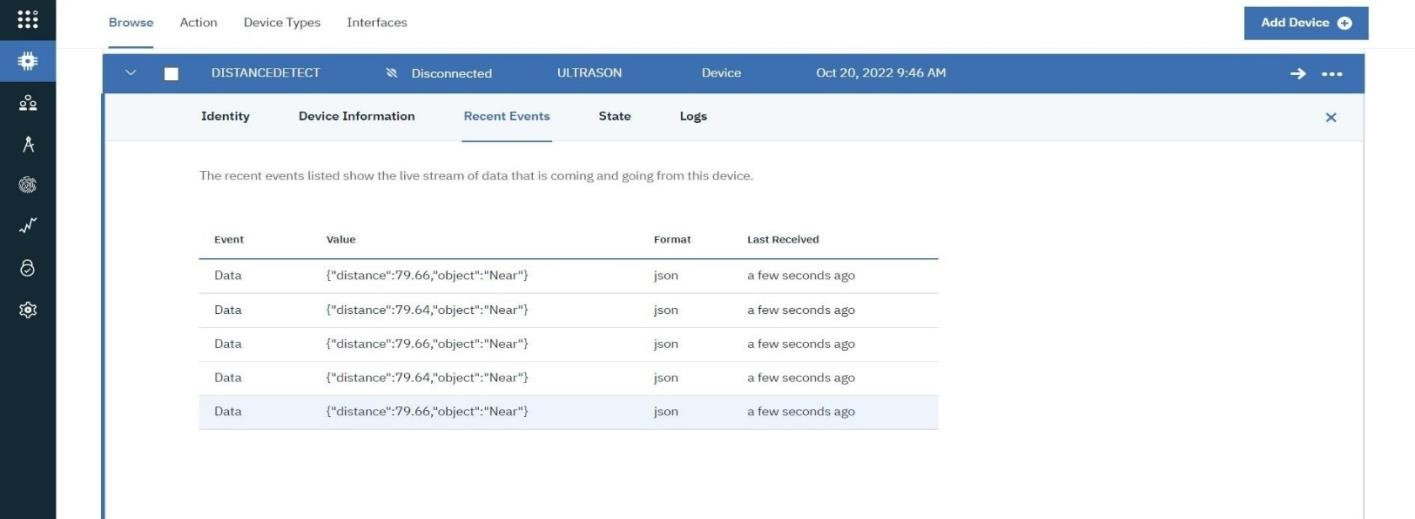 Browse Action Device Types Interfaces Add Device
DISTANCEDETECT Disconnected ULTRASON Device Oct 20, 2022 9:46 AM
Identity Device Information Recent Events State Logs
The recent events listed show the live stream of data that is coming and going from this device.
Event Value Format Last Received
Data {"distance":79.66,"object":"Near"} json a few seconds ago
Data {"distance":79.64,"object":"Near"} json a few seconds ago
Data {"distance":79.66,"object":"Near"} json a few seconds ago
Data {"distance":79.64,"object":"Near"} json a few seconds ago
Data {"distance":79.66,"object":"Near"} json a few seconds ago